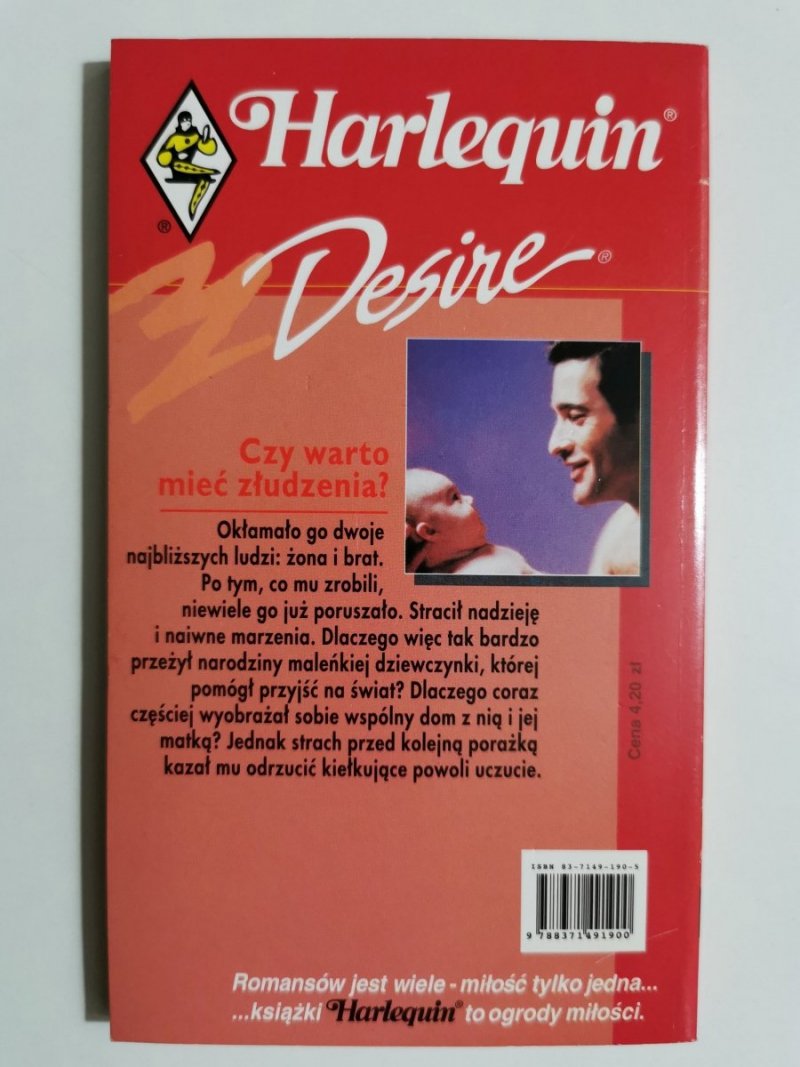 Harlequin®
®
Desire®
Czy warto
mieć złudzenia?
Okłamało go dwoje
najbliższych ludzi: żona i brat.
Po tym, co mu zrobili,
niewiele go już poruszało. Stracił nadzieję
i naiwne marzenia. Dlaczego więc tak bardzo
przeżył narodziny maleńkiej dziewczynki, której
pomógł przyjść na świat? Dlaczego coraz
częściej wyobrażał sobie wspólny dom z nią i jej
matką? Jednak strach przed kolejną porażką
kazał mu odrzucić kiełkujące powoli uczucie.
Cena 4,20 zł
ISBN 83-7149-190-5
9 788371 491900
Romansów jest wiele - miłość tylko jedna...
...książki Harlequin® to ogrody miłości.